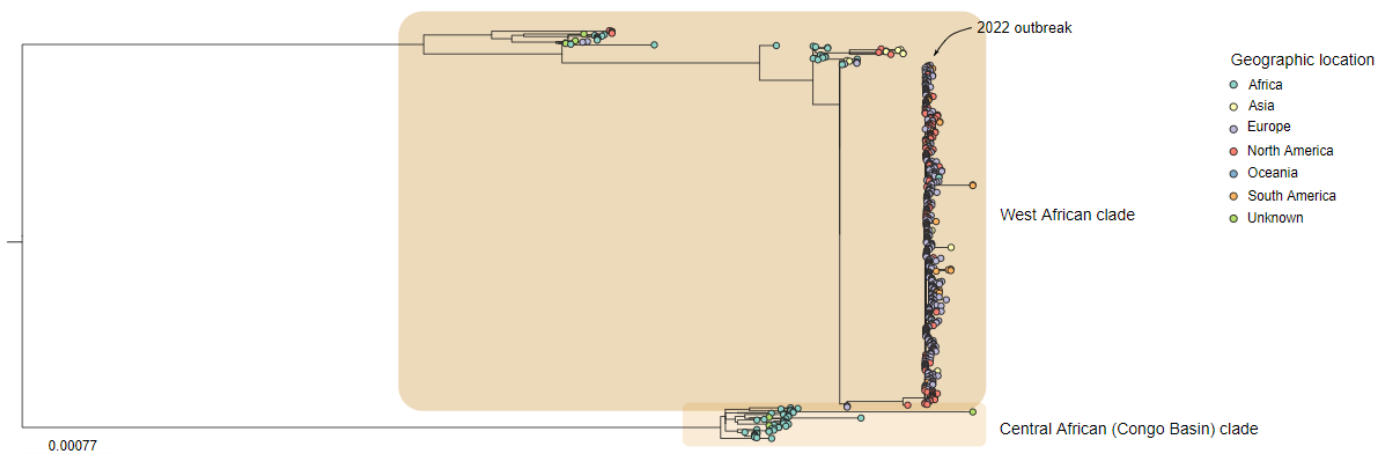 2022 outbreak
Geographic location
Africa
Asia
Europe
North America
Oceania
South America
Unknown
West African clade
Central African (Congo Basin) clade
0.00077